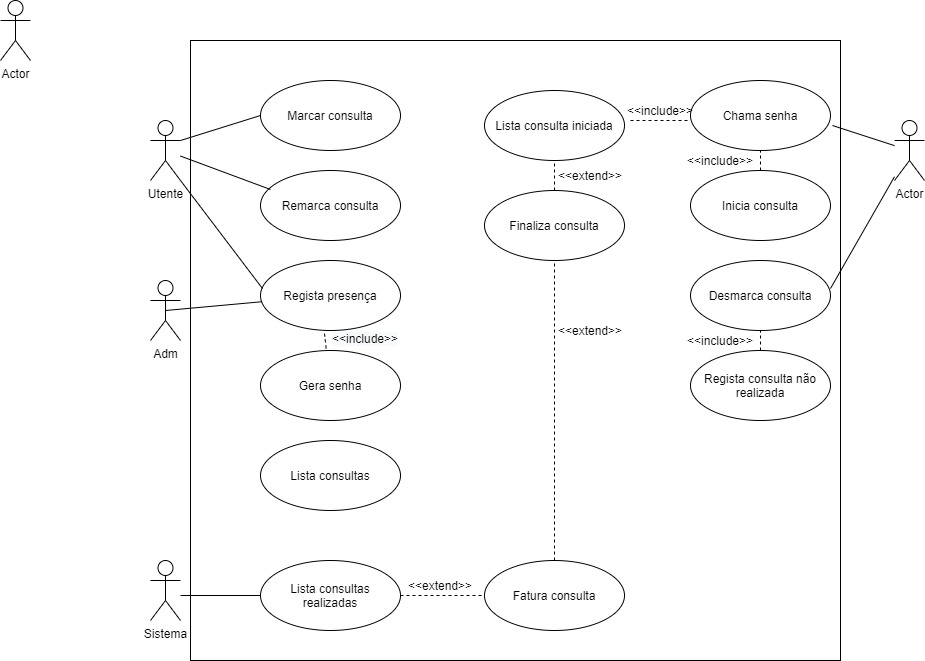 Actor
Marcar consulta
Lista consulta iniciada
<<include>>
Chama senha
<<include>>
<<extend>>
Utente
Actor
Remarca consulta
Finaliza consulta
Inicia consulta
Regista presença
Desmarca consulta
<<include>>
<<extend>>
<<include>>
Adm
Gera senha
Regista consulta não
realizada
Lista consultas
Sistema
Lista consultas
realizadas
<<extend>>
Fatura consulta